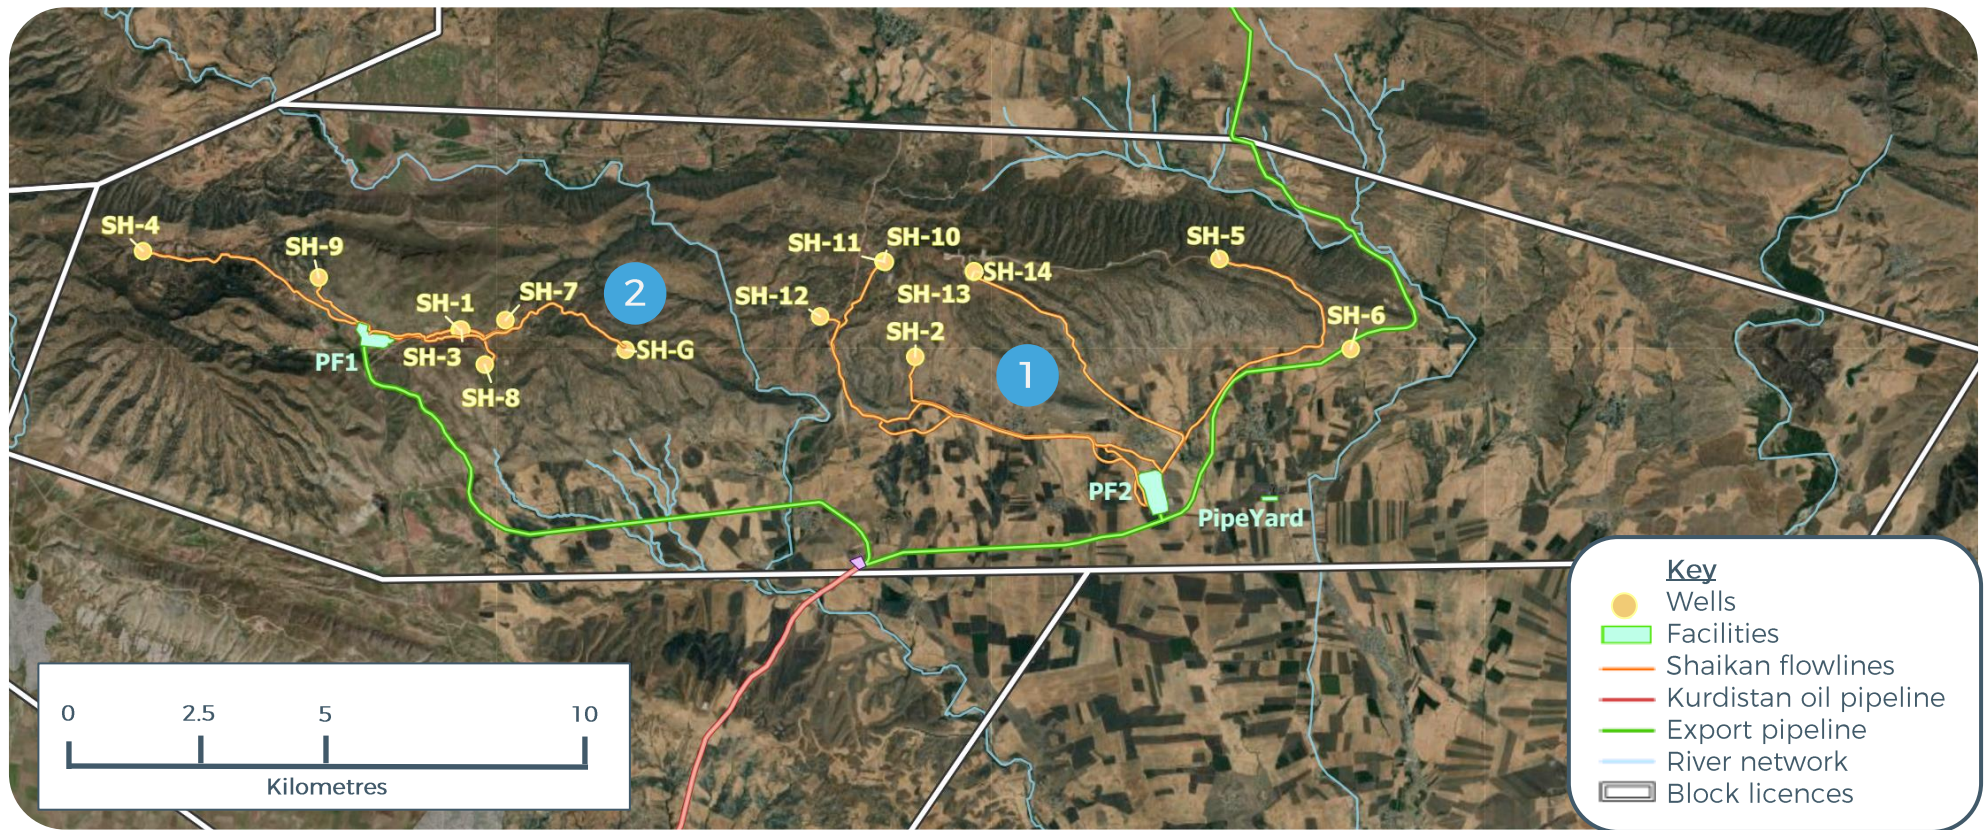 SH-4
SH-9
SH-1
SH-7
2
SH-3
PF1
SH-8
SH-G
SH-11
SH-10
SH-5
SH-14
SH-12
SH-13
SH-2
SH-6
1
PF2
PipeYard
0 2.5 5 10
Kilometres
Key
Wells
Facilities
Shaikan flowlines
Kurdistan oil pipeline
Export pipeline
River network
Block licences